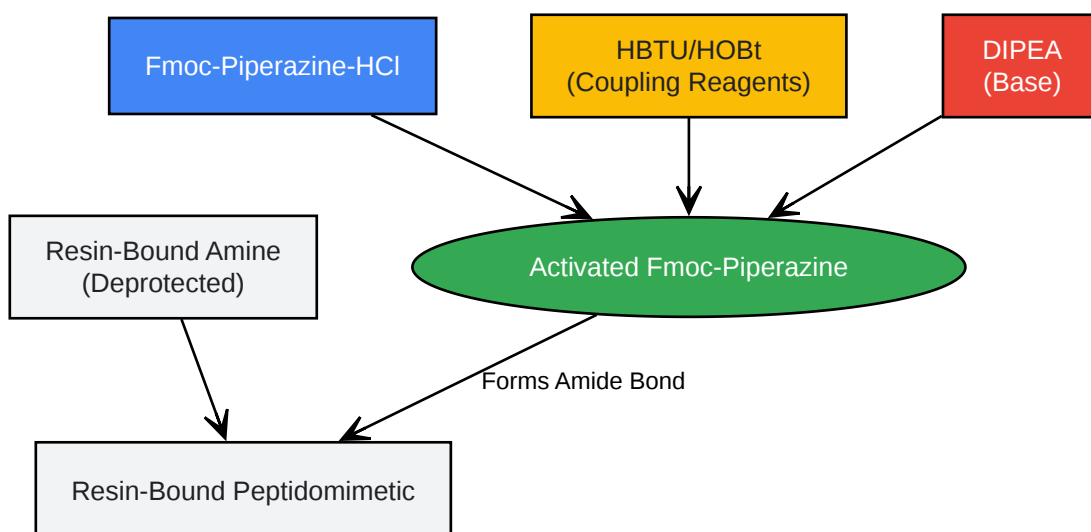 Fmoc-Piperazine-HCl
HBTU/HOBt
(Coupling Reagents)
DIPEA
(Base)
Resin-Bound Amine
(Deprotected)
Activated Fmoc-Piperazine
Forms Amide Bond
Resin-Bound Peptidomimetic